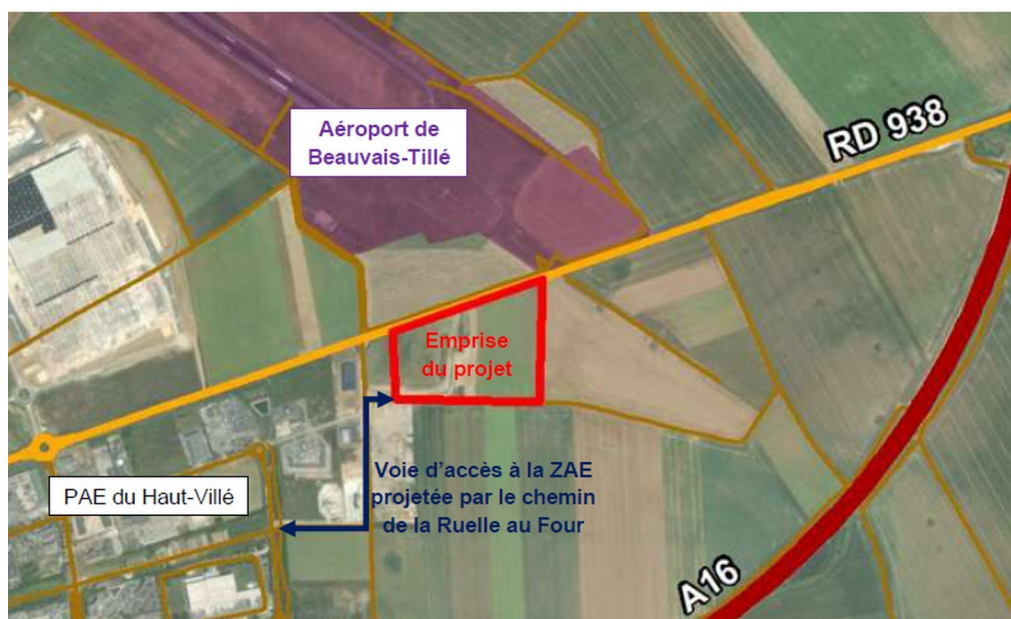 Aéroport de
Beauvais-Tillé
RD 938
Emprise
du projet
Voie d’accès à la ZAE
projetée par le chemin
de la Ruelle au Four
PAE du Haut-Villé
A16